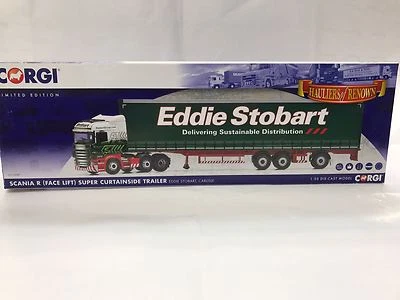 CORGI
LIMITED EDITION
HAULIERS of RENOWN
Eddie Stobart
Delivering Sustainable Distribution
SCANIA R (FACE LIFT) SUPER CURTAINSIDE TRAILER EDDIE STOBART, CARLISLE
1:50 DIE-CAST MODEL
CORGI